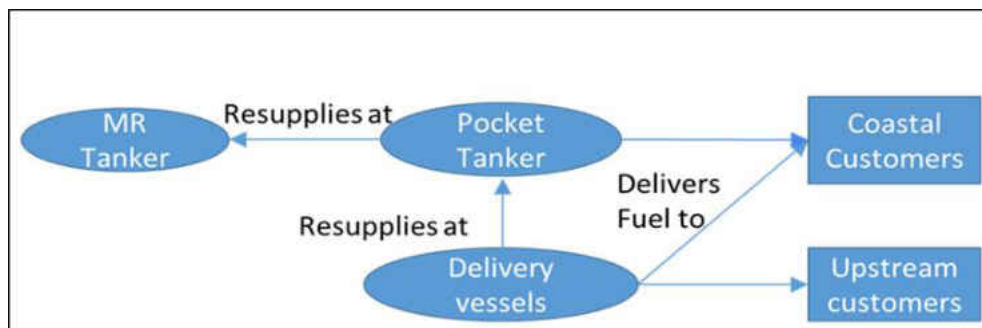 Resupplies at
MR
Tanker
Pocket
Tanker
Coastal
Customers
Delivers
Fuel to
Resupplies at
Delivery
vessels
Upstream
customers